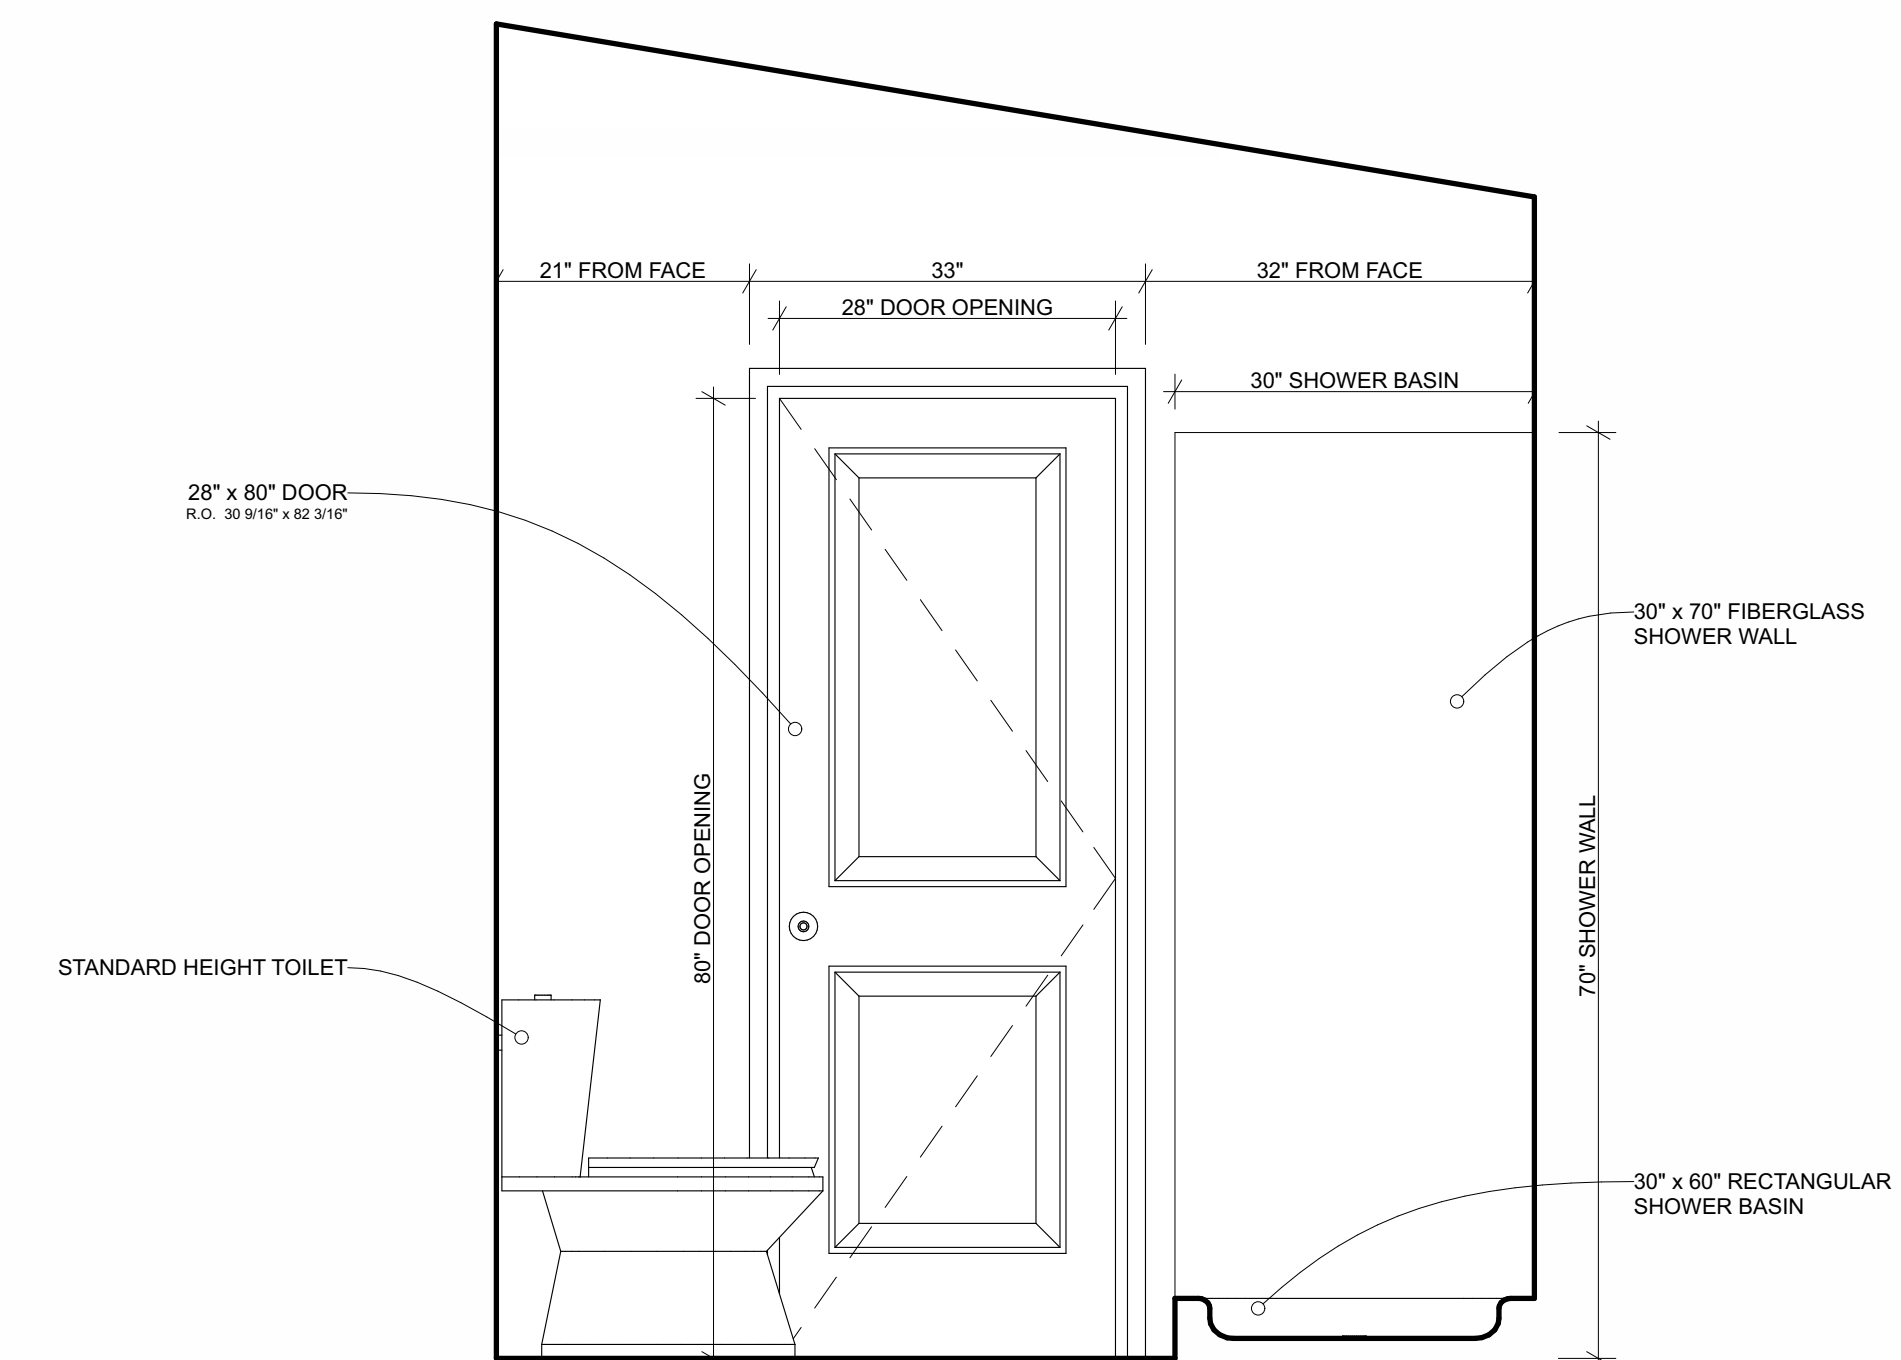 21" FROM FACE
33"
32" FROM FACE
28" DOOR OPENING
30" SHOWER BASIN
28" x 80" DOOR
R.O. 30 9/16" x 82 3/16"
30" x 70" FIBERGLASS
SHOWER WALL
80" DOOR OPENING
70" SHOWER WALL
STANDARD HEIGHT TOILET
30" x 60" RECTANGULAR
SHOWER BASIN